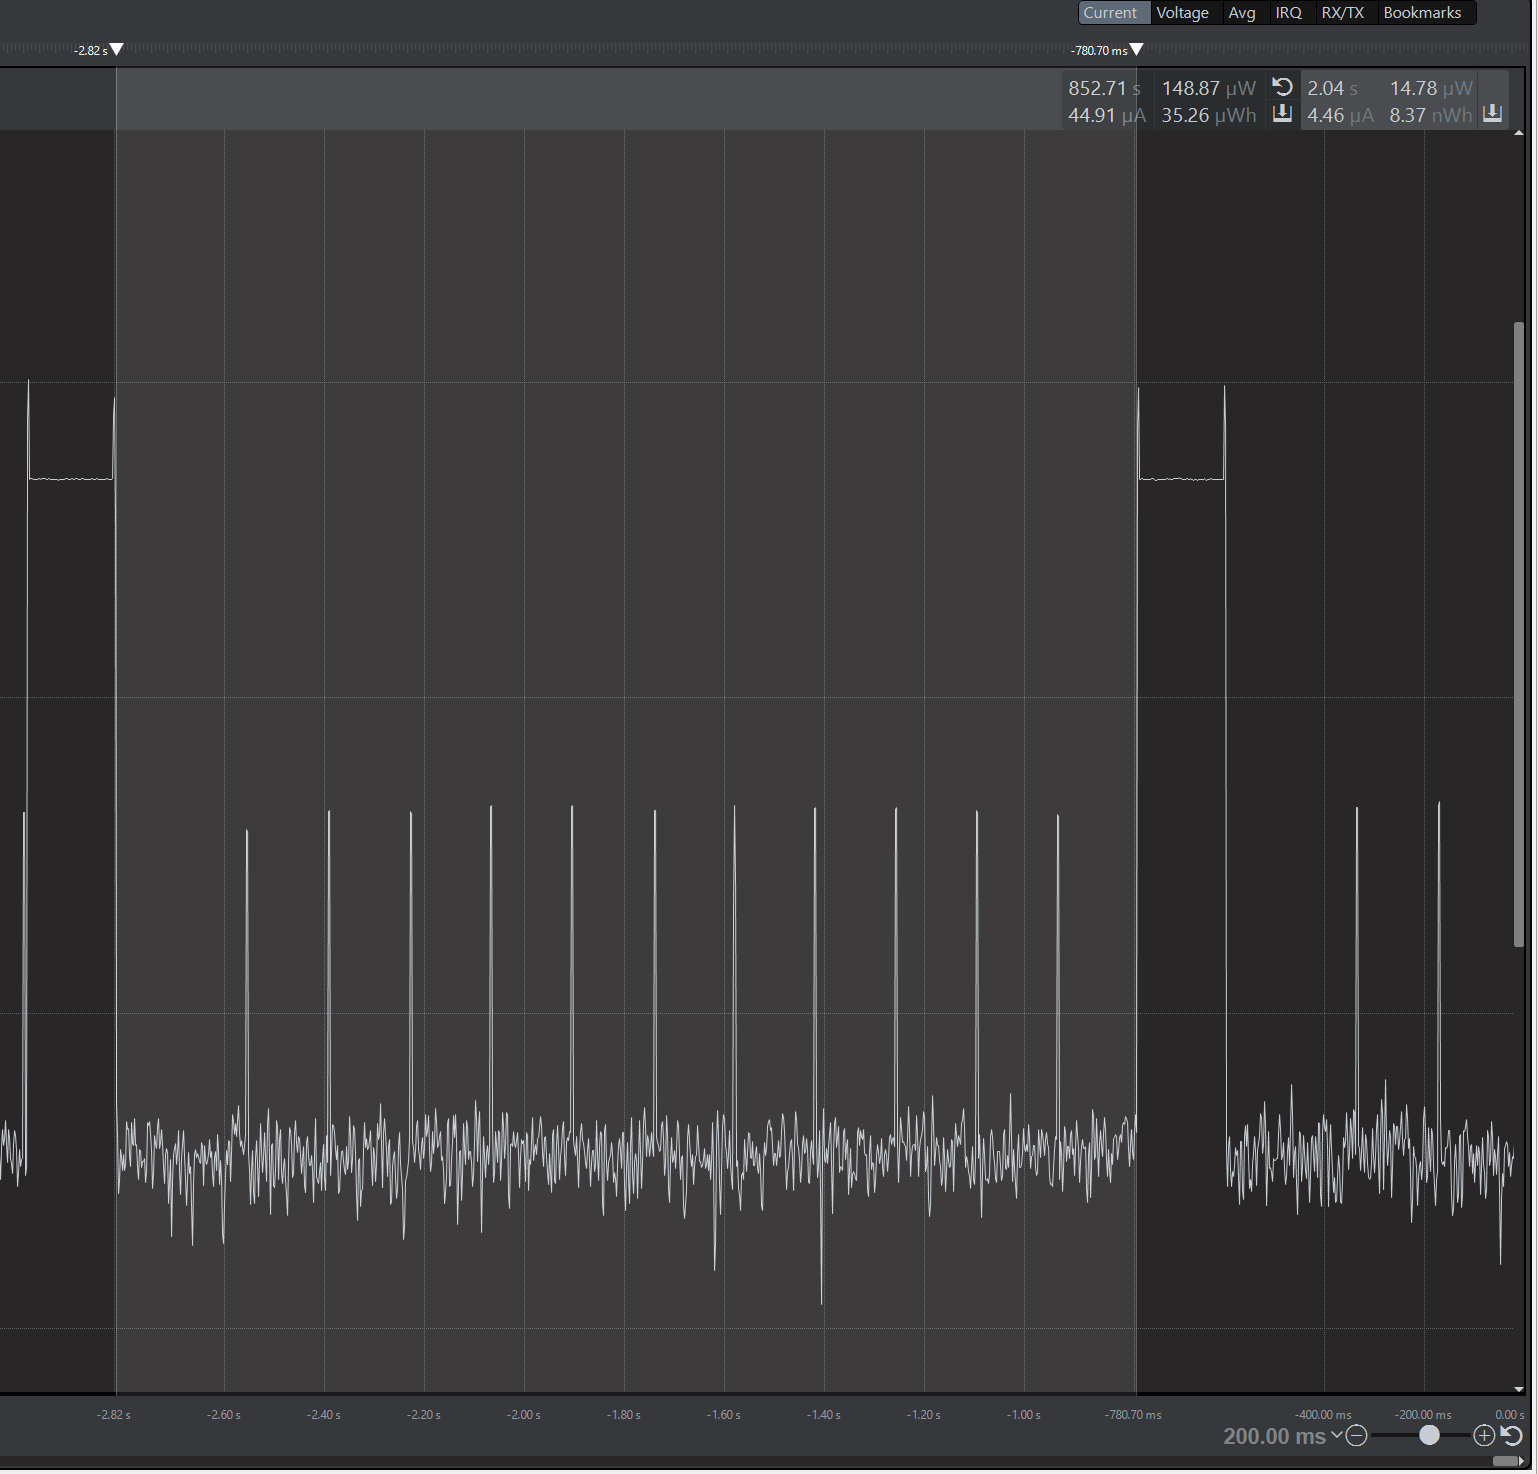 Current Voltage Avg IRQ RX/TX Bookmarks
-2.82 s -780.70 ms
852.71 s 148.87 µW 2.04 s 14.78 µW
44.91 µA 35.26 µWh 4.46 µA 8.37 nWh
-2.82 s -2.60 s -2.40 s -2.20 s -2.00 s -1.80 s -1.60 s -1.40 s -1.20 s -1.00 s -780.70 ms -400.00 ms -200.00 ms 0.00 s
200.00 ms